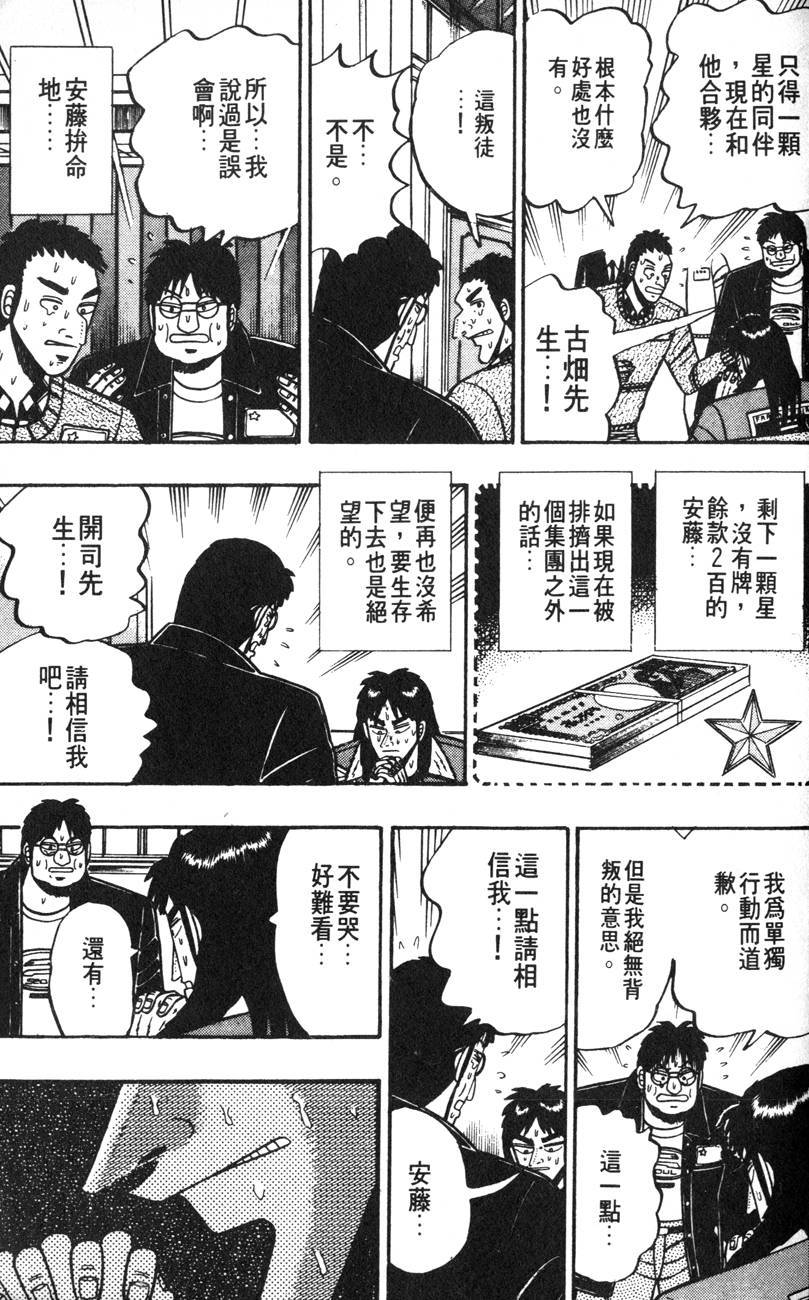 只得一顆
星的同伴
，現在和
他合夥…
根本什麼
好處也沒
有。
古畑先
生…！
這叛徒
…！
不…
不是。
所以…我
說過是誤
會啊…
安藤拚命
地……
剩下一顆星
，沒有牌，
餘款2百的
安藤…
如果現在被
排擠出這一
個集團之外
的話…
便再也沒希
望，要生存
下去也是絕
望的。
開司先
生…！
請相信我
吧…！
我爲單獨
行動而道
歉。
但是我絕無背
叛的意思。
這一點…
這一點請相
信我…！
安藤…
不要哭…
好難看…
還有…